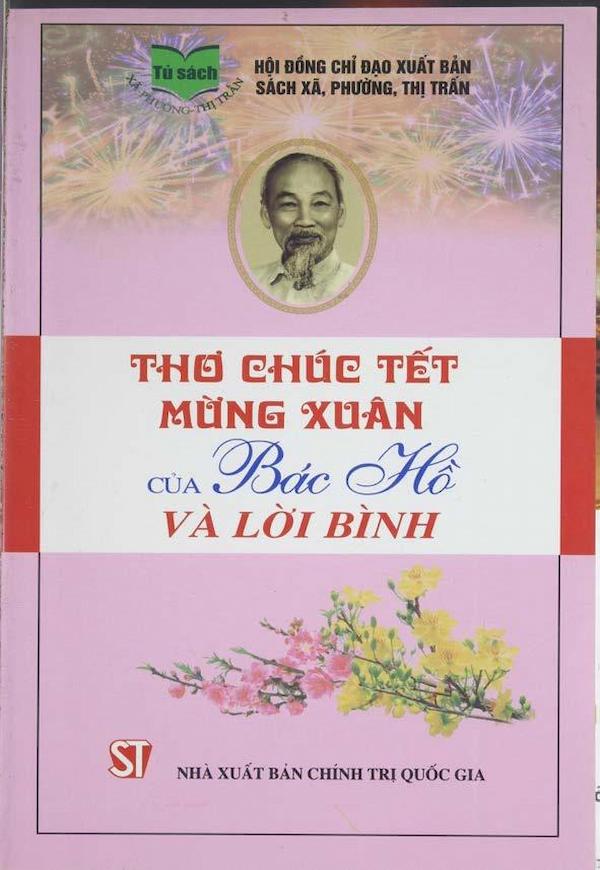 Tủ sách
XÃ PHƯỜNG-THỊ TRẤN
HỘI ĐỒNG CHỈ ĐẠO XUẤT BẢN
SÁCH XÃ, PHƯỜNG, THỊ TRẤN
THƠ CHÚC TẾT
MỪNG XUÂN
CỦA Bác Hồ
VÀ LỜI BÌNH
ST
NHÀ XUẤT BẢN CHÍNH TRỊ QUỐC GIA